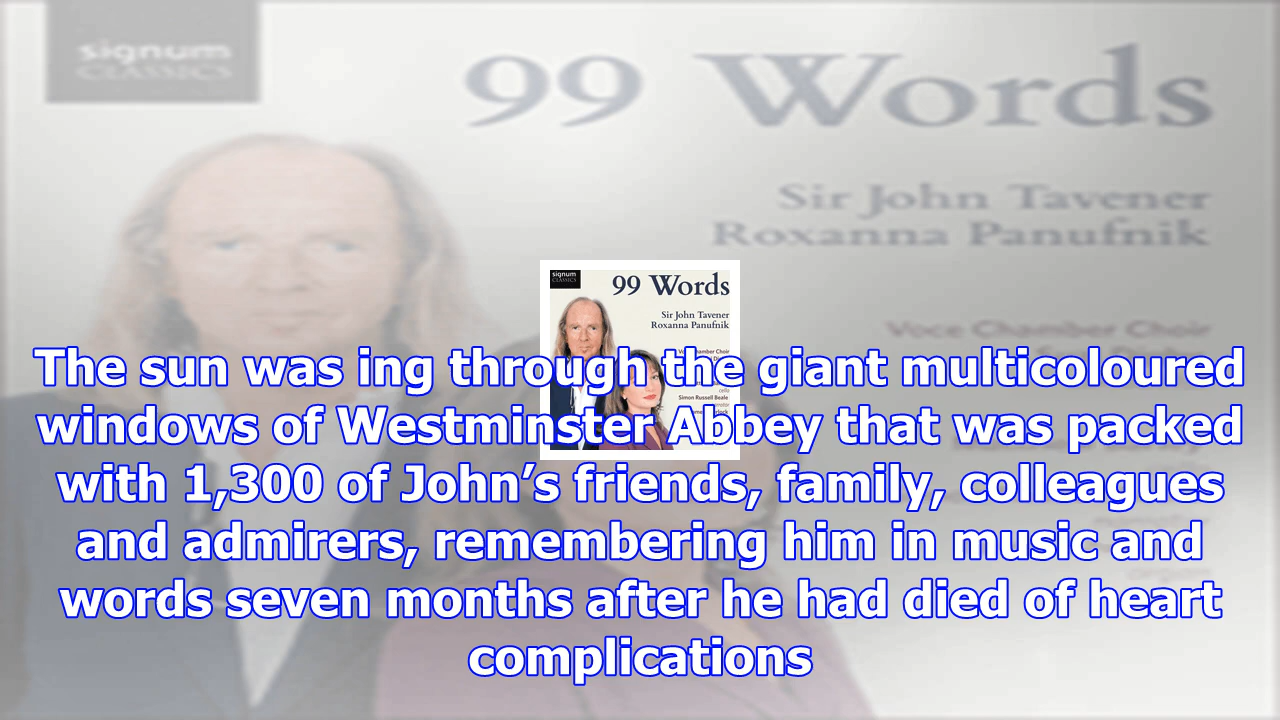 signum
CLASSICS
99 Words
Sir John Tavener
Roxanna Panufnik
Voce Chamber Choir
signum
CLASSICS
99 Words
Sir John Tavener
Roxanna Panufnik
Simon Russell Beale
The sun was ing through the giant multicoloured
windows of Westminster Abbey that was packed
with 1,300 of John’s friends, family, colleagues
and admirers, remembering him in music and
words seven months after he had died of heart
complications